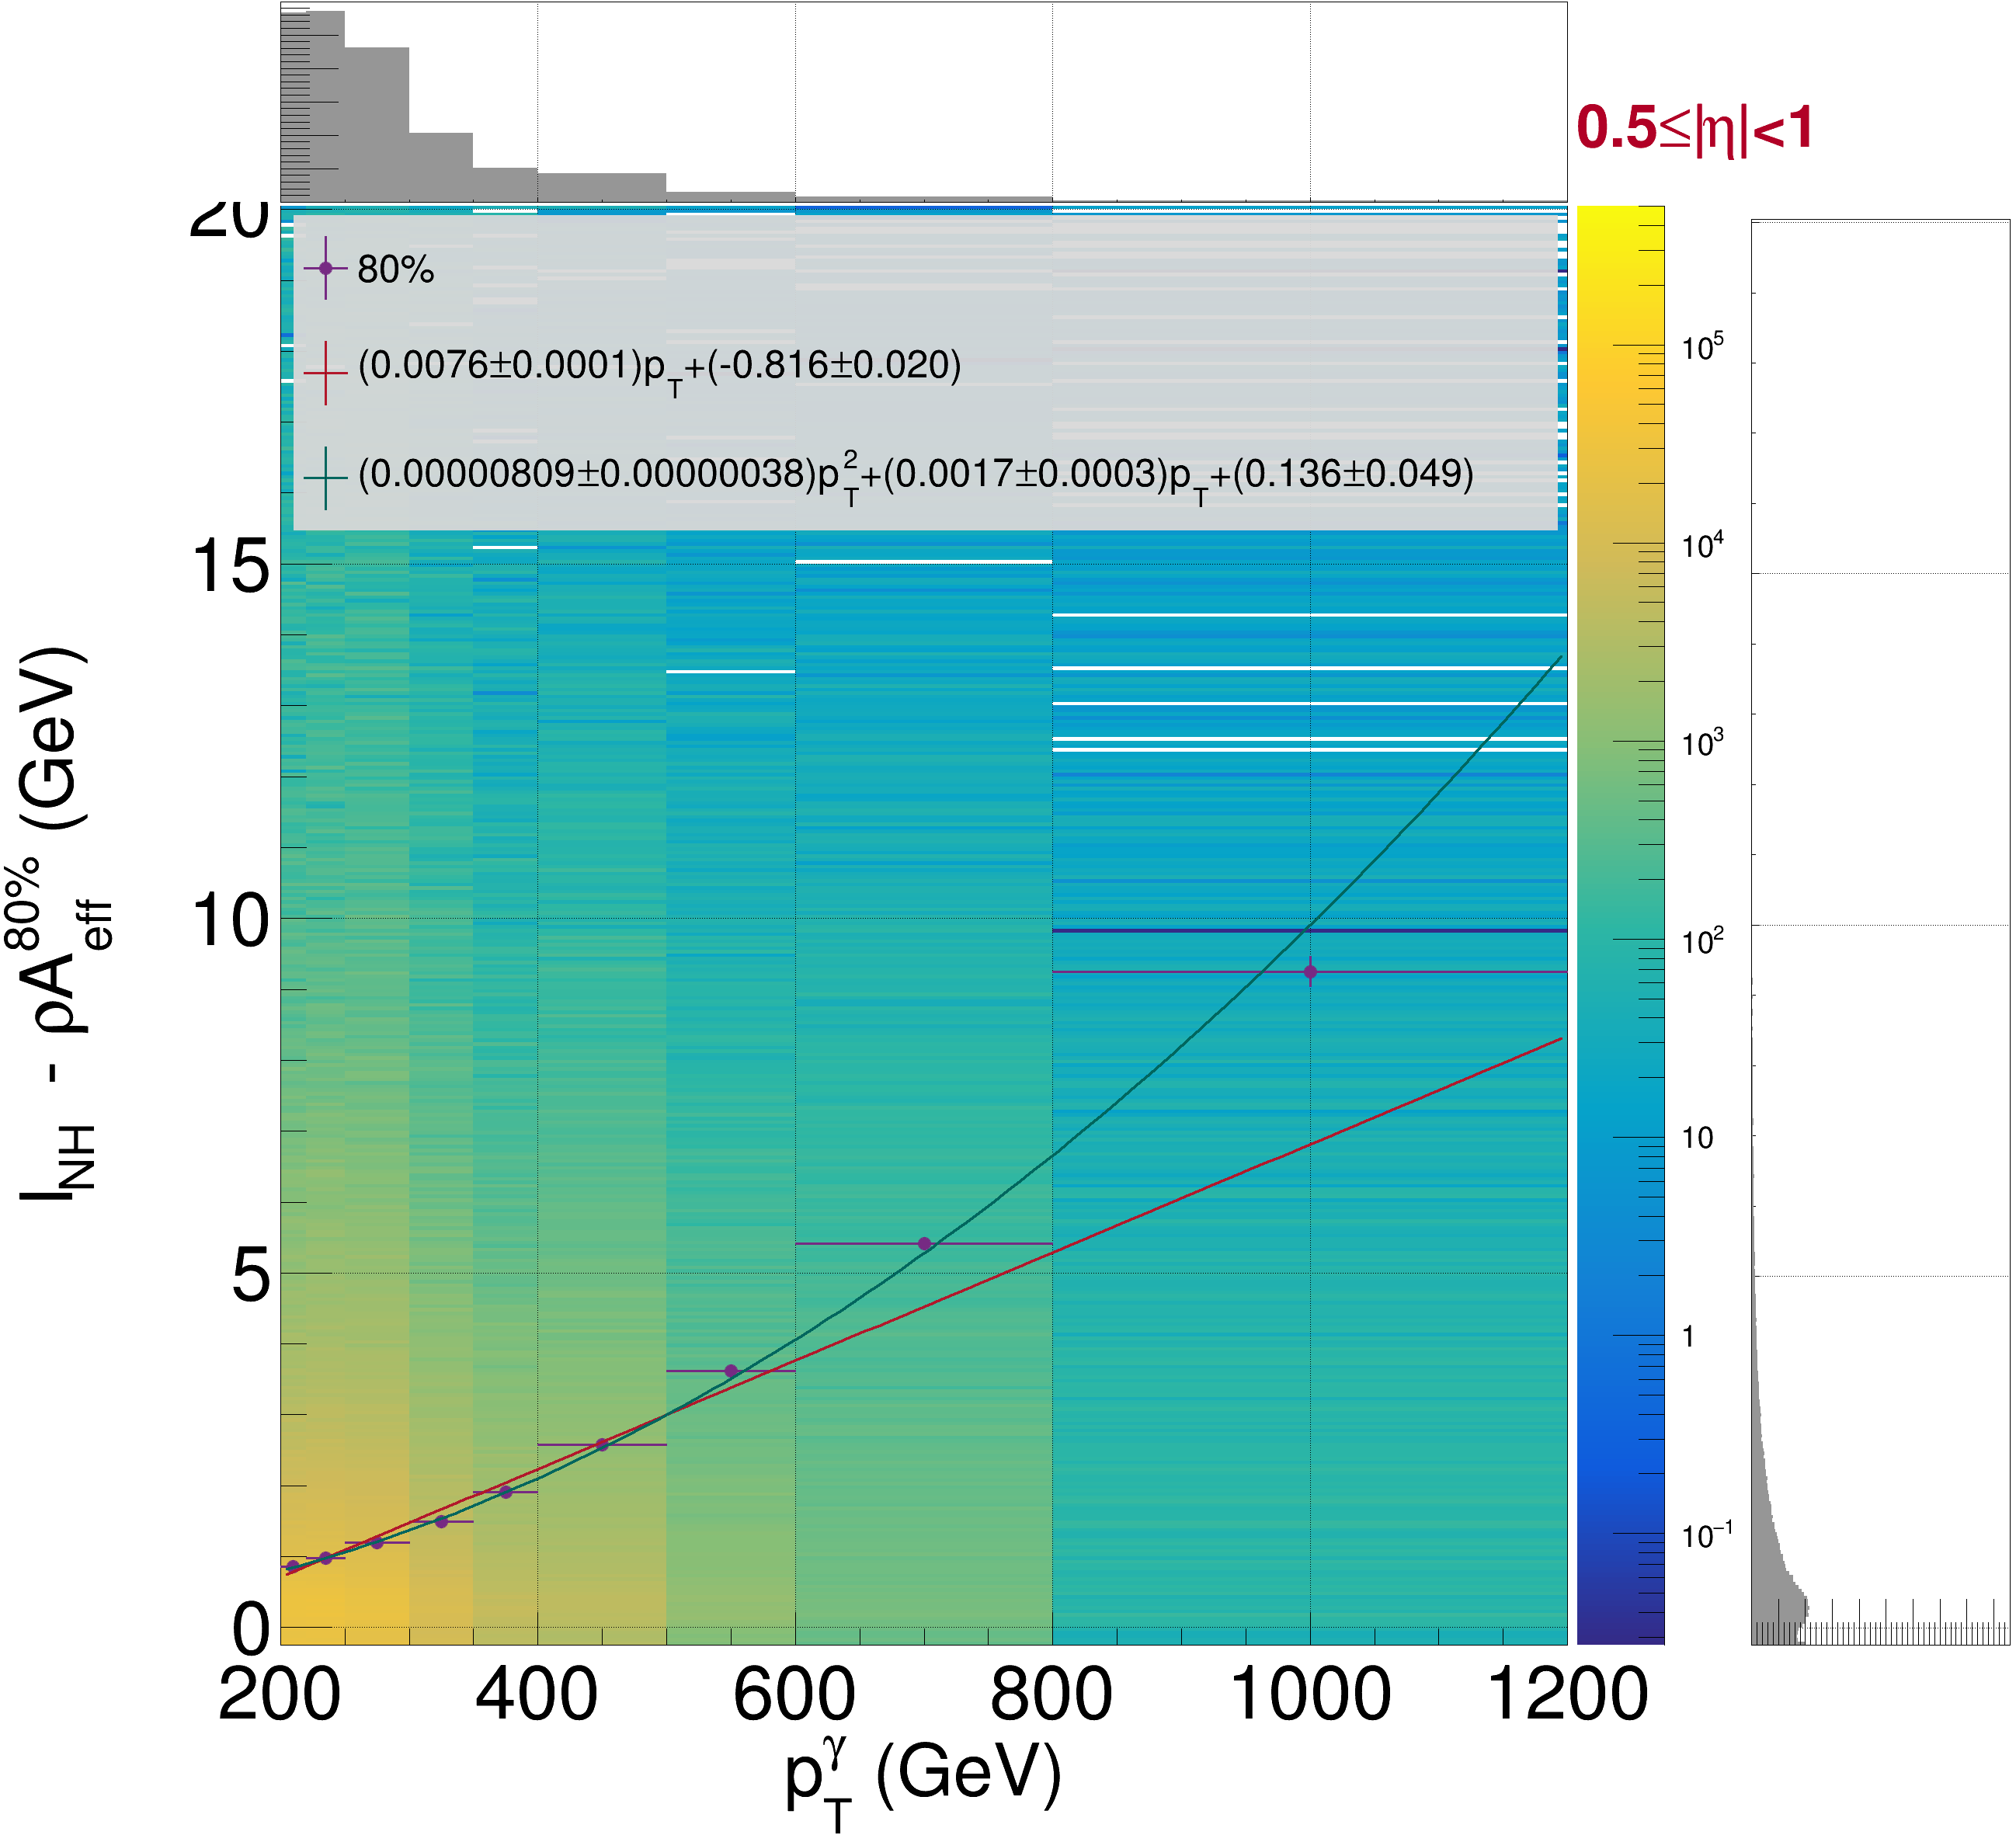 0.5≤|η|<1
20
80%
(0.0076±0.0001)p_T+(-0.816±0.020)
(0.00000809±0.00000038)p_T^2+(0.0017±0.0003)p_T+(0.136±0.049)
15
10
5
0
I_NH - ρA_eff^80% (GeV)
10^5
10^4
10^3
10^2
10
1
10^−1
200 400 600 800 1000 1200
p_T^γ (GeV)